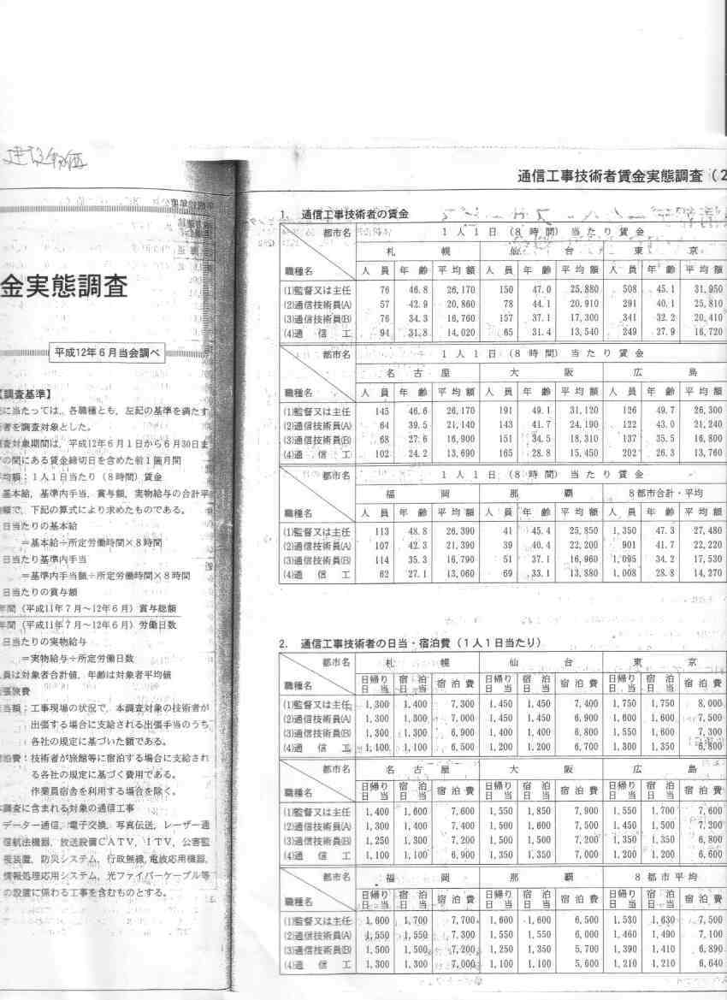 建設物価
金実態調査
平成12年6月当会調べ
【調査基準】
に当たっては、各職種とも、左記の基準を満たす
者を調査対象とした。
査対象期間は、平成12年6月1日から6月30日ま
の間にある賃金締切日を含めた前1箇月間
均額:1人1日当たり(8時間)賃金
基本給、基準内手当、賞与額、実物給与の合計平
額で、下記の算式により求めたものである。
日当たりの基本給
=基本給÷所定労働時間×8時間
日当たり基準内手当
=基準内手当額÷所定労働時間×8時間
日当たりの賞与額
年間(平成11年7月~12年6月)賞与総額
年間(平成11年7月~12年6月)労働日数
日当たりの実物給与
=実物給与÷所定労働日数
員は対象者合計値、年齢は対象者平均値
張旅費
当額:工事現場の状況で、本調査対象の技術者が
出張する場合に支給される出張手当のうち
各社の規定に基づいた額である。
泊費:技術者が旅館等に宿泊する場合に支給され
る各社の規定に基づく費用である。
作業員宿舎を利用する場合を除く。
調査に含まれる対象の通信工事
データー通信、電子交換、写真伝送、レーザー通
信航法機器、放送設備CATV、ITV、公害監
視装置、防災システム、行政無線、電波応用機器、
情報処理応用システム、光ファイバーケーブル等
の設置に係わる工事を含むものとする。
通信工事技術者賃金実態調査(2
1. 通信工事技術者の賃金
都市名 1人1日(8時間)当たり賃金
札幌 仙台 東京
職種名 人員 年齢 平均額 人員 年齢 平均額 人員 年齢 平均額
(1)監督又は主任 76 46.8 26,170 150 47.0 25,880 508 45.1 31,950
(2)通信技術員(A) 57 42.9 20,860 78 44.1 20,910 291 40.1 25,810
(3)通信技術員(B) 76 34.3 16,760 157 37.1 17,300 341 32.2 20,410
(4)通信工 94 31.8 14,020 65 31.4 13,540 249 27.9 16,720
都市名 1人1日(8時間)当たり賃金
名古屋 大阪 広島
職種名 人員 年齢 平均額 人員 年齢 平均額 人員 年齢 平均額
(1)監督又は主任 145 46.6 26,170 191 49.1 31,120 126 49.7 26,300
(2)通信技術員(A) 64 39.5 21,140 143 41.7 24,190 122 43.0 21,240
(3)通信技術員(B) 68 27.6 16,900 151 34.5 18,310 137 35.5 16,800
(4)通信工 102 24.2 13,690 165 28.8 15,450 202 26.3 13,760
都市名 1人1日(8時間)当たり賃金
福岡 那覇 8都市合計・平均
職種名 人員 年齢 平均額 人員 年齢 平均額 人員 年齢 平均額
(1)監督又は主任 113 48.8 26,390 41 45.4 25,850 1,350 47.3 27,480
(2)通信技術員(A) 107 42.3 21,390 39 40.4 22,200 901 41.7 22,220
(3)通信技術員(B) 114 35.3 16,790 51 37.1 16,960 1,095 34.2 17,530
(4)通信工 62 27.1 13,060 69 33.1 13,880 1,008 28.8 14,270
2. 通信工事技術者の日当・宿泊費(1人1日当たり)
都市名 札幌 仙台 東京
職種名 日帰り日当 宿泊日当 宿泊費 日帰り日当 宿泊日当 宿泊費 日帰り日当 宿泊日当 宿泊費
(1)監督又は主任 1,300 1,400 7,300 1,450 1,450 7,400 1,750 1,750 8,000
(2)通信技術員(A) 1,300 1,300 7,000 1,450 1,450 6,900 1,600 1,600 7,500
(3)通信技術員(B) 1,300 1,300 6,900 1,400 1,400 6,800 1,550 1,600 7,300
(4)通信工 1,100 1,100 6,500 1,200 1,200 6,700 1,300 1,350 6,800
都市名 名古屋 大阪 広島
職種名 日帰り日当 宿泊日当 宿泊費 日帰り日当 宿泊日当 宿泊費 日帰り日当 宿泊日当 宿泊費
(1)監督又は主任 1,400 1,600 7,600 1,550 1,850 7,900 1,550 1,700 7,600
(2)通信技術員(A) 1,300 1,400 7,400 1,500 1,600 7,500 1,450 1,500 7,200
(3)通信技術員(B) 1,250 1,300 7,200 1,500 1,500 7,200 1,350 1,350 6,800
(4)通信工 1,100 1,100 6,900 1,350 1,350 7,000 1,200 1,200 6,600
都市名 福岡 那覇 8都市平均
職種名 日帰り日当 宿泊日当 宿泊費 日帰り日当 宿泊日当 宿泊費 日帰り日当 宿泊日当 宿泊費
(1)監督又は主任 1,600 1,700 7,700 1,600 1,600 6,500 1,530 1,630 7,500
(2)通信技術員(A) 1,550 1,550 7,300 1,550 1,550 6,000 1,460 1,490 7,100
(3)通信技術員(B) 1,500 1,500 7,200 1,250 1,350 5,700 1,390 1,410 6,890
(4)通信工 1,300 1,300 7,000 1,100 1,100 5,600 1,210 1,210 6,640